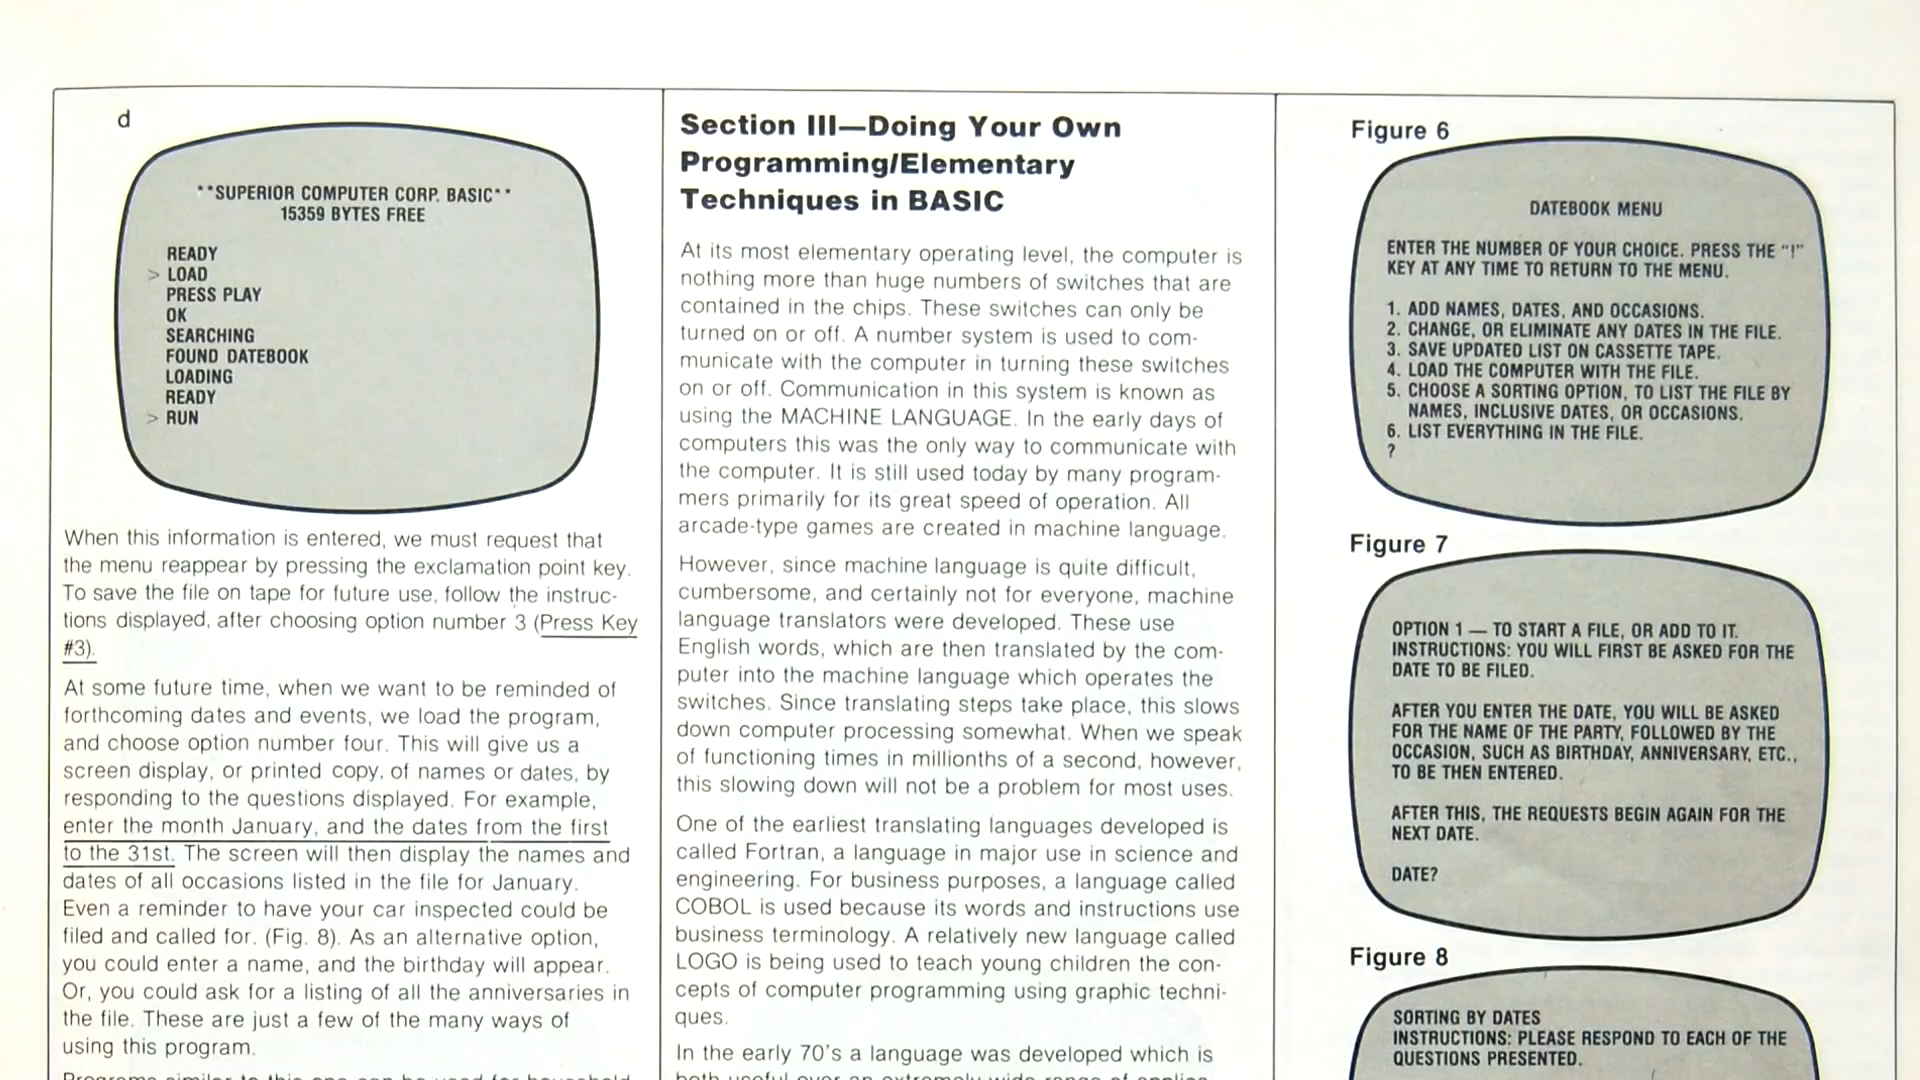 d
**SUPERIOR COMPUTER CORP. BASIC**
15359 BYTES FREE
READY
> LOAD
PRESS PLAY
OK
SEARCHING
FOUND DATEBOOK
LOADING
READY
> RUN
When this information is entered, we must request that
the menu reappear by pressing the exclamation point key.
To save the file on tape for future use, follow the instruc-
tions displayed, after choosing option number 3 (Press Key
#3).
At some future time, when we want to be reminded of
forthcoming dates and events, we load the program,
and choose option number four. This will give us a
screen display, or printed copy, of names or dates, by
responding to the questions displayed. For example,
enter the month January, and the dates from the first
to the 31st. The screen will then display the names and
dates of all occasions listed in the file for January.
Even a reminder to have your car inspected could be
filed and called for. (Fig. 8). As an alternative option,
you could enter a name, and the birthday will appear.
Or, you could ask for a listing of all the anniversaries in
the file. These are just a few of the many ways of
using this program.
Section III—Doing Your Own
Programming/Elementary
Techniques in BASIC
At its most elementary operating level, the computer is
nothing more than huge numbers of switches that are
contained in the chips. These switches can only be
turned on or off. A number system is used to com-
municate with the computer in turning these switches
on or off. Communication in this system is known as
using the MACHINE LANGUAGE. In the early days of
computers this was the only way to communicate with
the computer. It is still used today by many program-
mers primarily for its great speed of operation. All
arcade-type games are created in machine language.
However, since machine language is quite difficult,
cumbersome, and certainly not for everyone, machine
language translators were developed. These use
English words, which are then translated by the com-
puter into the machine language which operates the
switches. Since translating steps take place, this slows
down computer processing somewhat. When we speak
of functioning times in millionths of a second, however,
this slowing down will not be a problem for most uses.
One of the earliest translating languages developed is
called Fortran, a language in major use in science and
engineering. For business purposes, a language called
COBOL is used because its words and instructions use
business terminology. A relatively new language called
LOGO is being used to teach young children the con-
cepts of computer programming using graphic techni-
ques.
In the early 70's a language was developed which is
Figure 6
DATEBOOK MENU
ENTER THE NUMBER OF YOUR CHOICE. PRESS THE "!"
KEY AT ANY TIME TO RETURN TO THE MENU.
1. ADD NAMES, DATES, AND OCCASIONS.
2. CHANGE, OR ELIMINATE ANY DATES IN THE FILE.
3. SAVE UPDATED LIST ON CASSETTE TAPE.
4. LOAD THE COMPUTER WITH THE FILE.
5. CHOOSE A SORTING OPTION, TO LIST THE FILE BY
NAMES, INCLUSIVE DATES, OR OCCASIONS.
6. LIST EVERYTHING IN THE FILE.
?
Figure 7
OPTION 1 — TO START A FILE, OR ADD TO IT.
INSTRUCTIONS: YOU WILL FIRST BE ASKED FOR THE
DATE TO BE FILED.
AFTER YOU ENTER THE DATE, YOU WILL BE ASKED
FOR THE NAME OF THE PARTY, FOLLOWED BY THE
OCCASION, SUCH AS BIRTHDAY, ANNIVERSARY, ETC.,
TO BE THEN ENTERED.
AFTER THIS, THE REQUESTS BEGIN AGAIN FOR THE
NEXT DATE.
DATE?
Figure 8
SORTING BY DATES
INSTRUCTIONS: PLEASE RESPOND TO EACH OF THE
QUESTIONS PRESENTED.